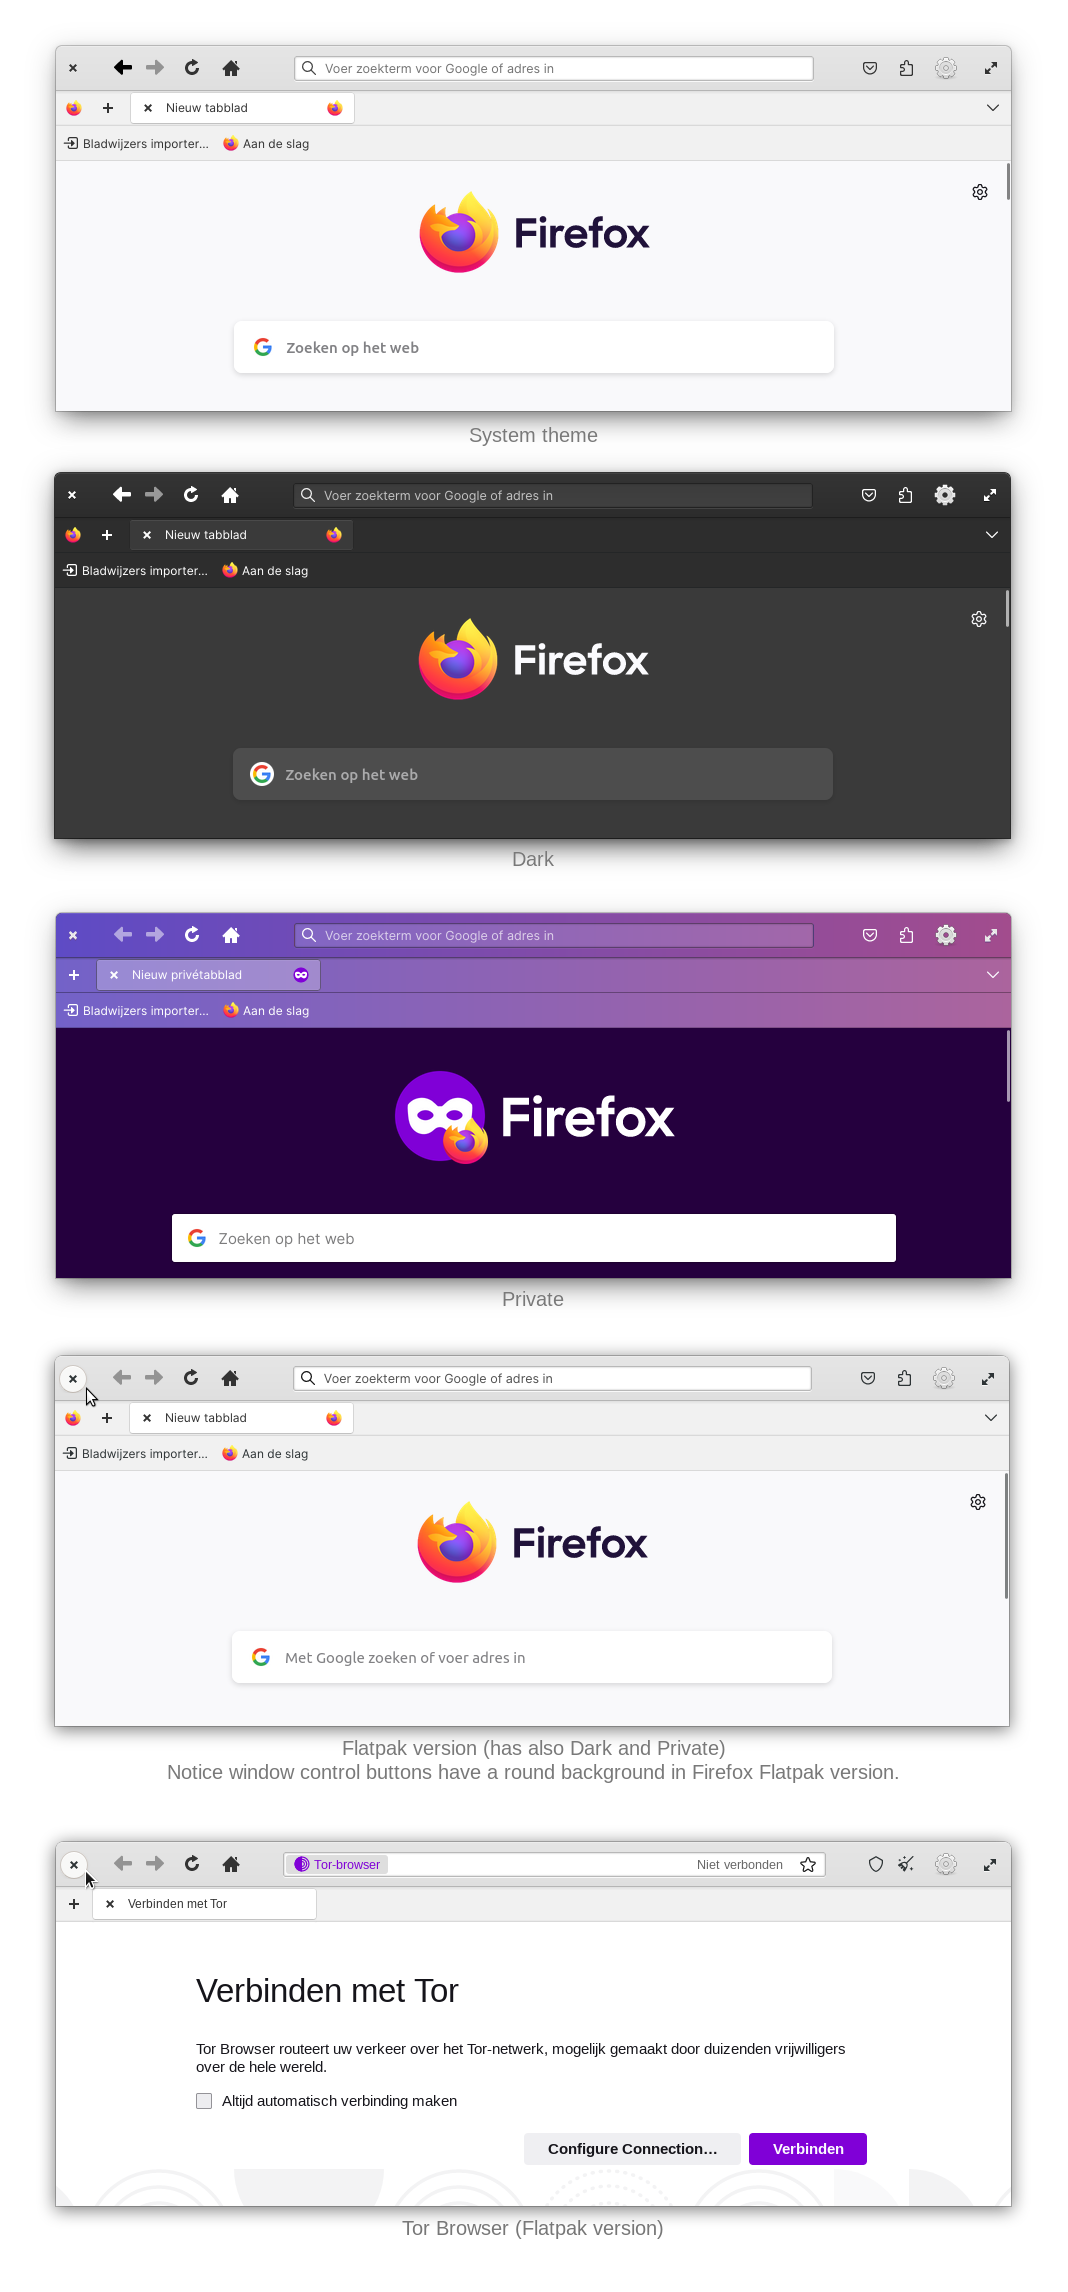 Voer zoekterm voor Google of adres in
Nieuw tabblad
Bladwijzers importer... Aan de slag
Firefox
Zoeken op het web
System theme
Voer zoekterm voor Google of adres in
Nieuw tabblad
Bladwijzers importer... Aan de slag
Firefox
Zoeken op het web
Dark
Voer zoekterm voor Google of adres in
Nieuw privétabblad
Bladwijzers importer... Aan de slag
Firefox
Zoeken op het web
Private
Voer zoekterm voor Google of adres in
Nieuw tabblad
Bladwijzers importer... Aan de slag
Firefox
Met Google zoeken of voer adres in
Flatpak version (has also Dark and Private)
Notice window control buttons have a round background in Firefox Flatpak version.
Tor-browser Niet verbonden
Verbinden met Tor
Verbinden met Tor
Tor Browser routeert uw verkeer over het Tor-netwerk, mogelijk gemaakt door duizenden vrijwilligers
over de hele wereld.
Altijd automatisch verbinding maken
Configure Connection... Verbinden
Tor Browser (Flatpak version)